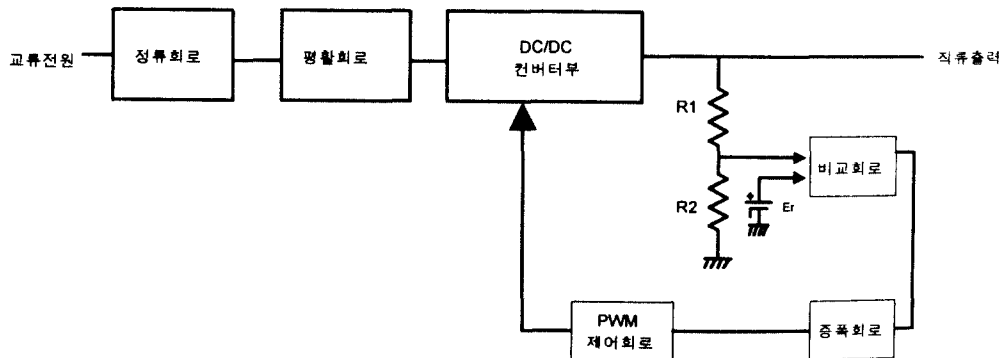 교류전원
정류회로
평활회로
DC/DC
컨버터부
직류출력
R1
비교회로
R2
Er
PWM
제어회로
증폭회로